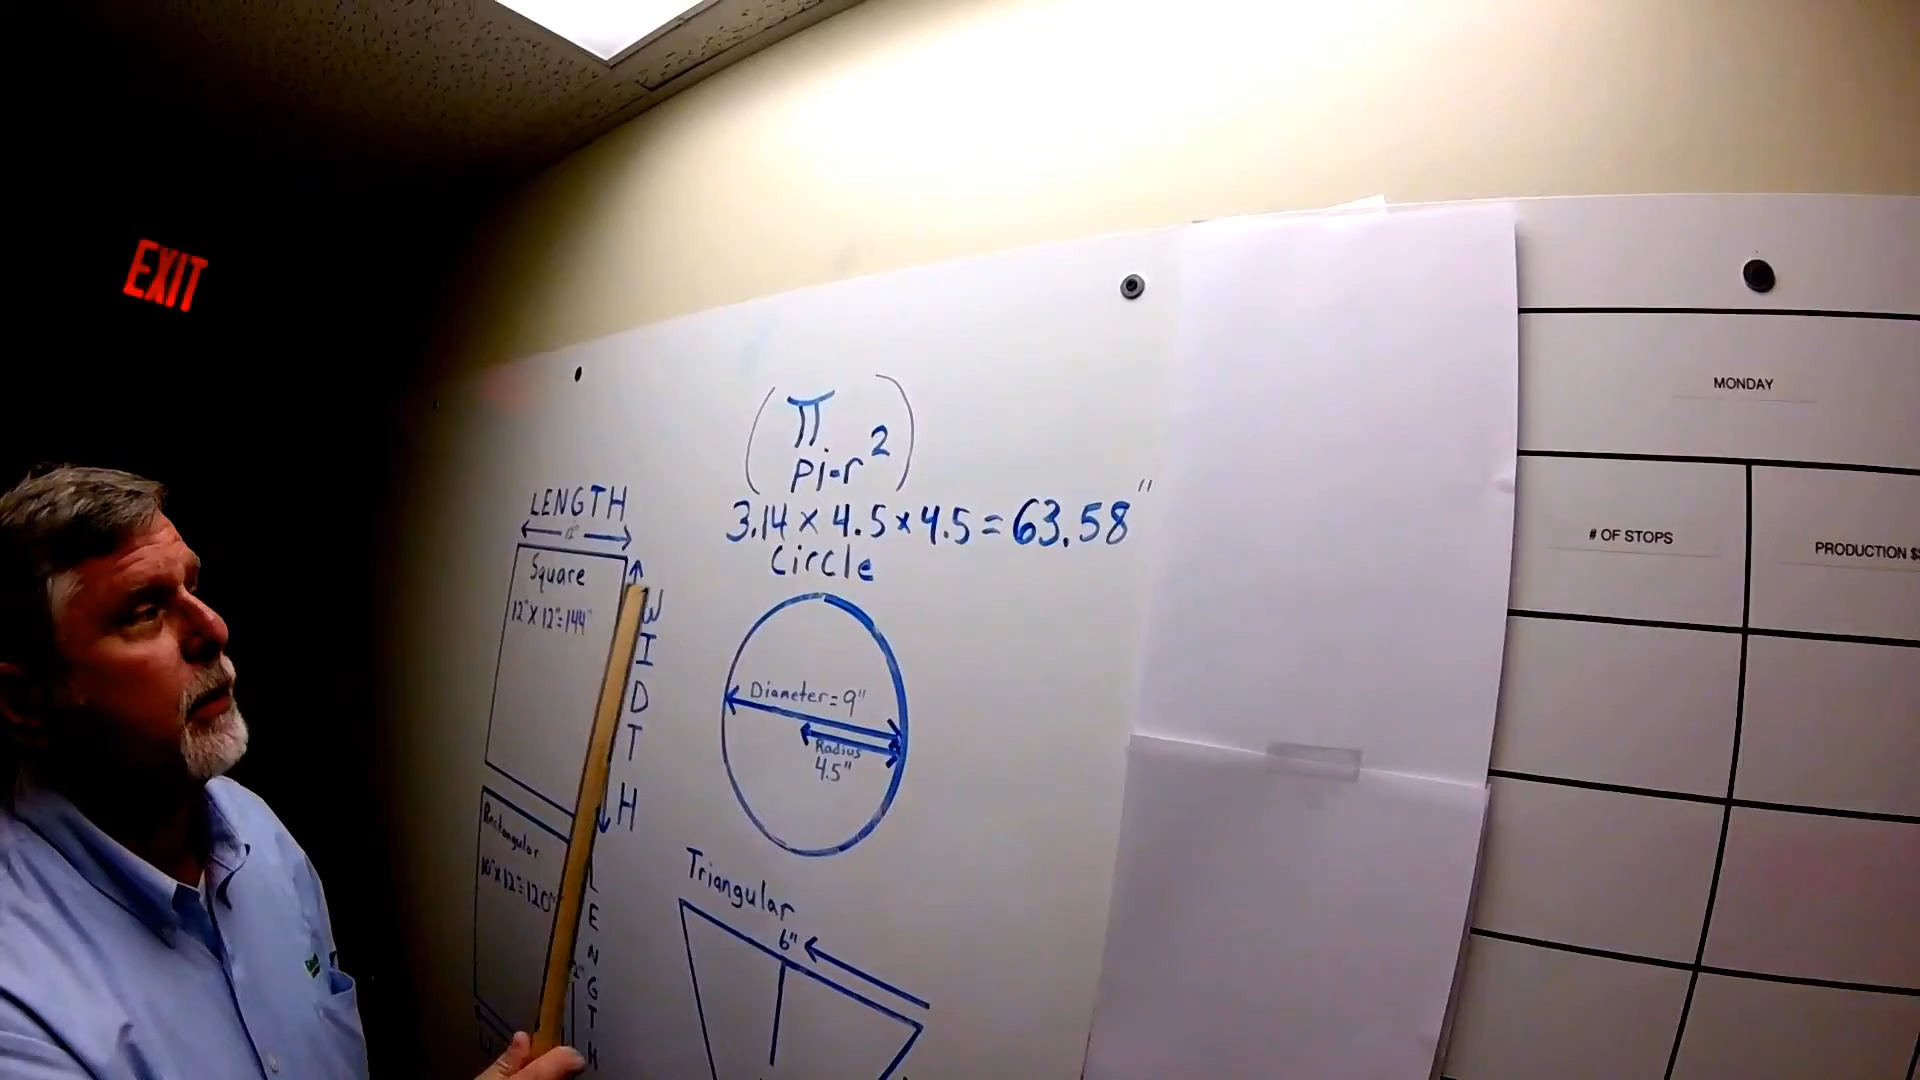 EXIT
LENGTH
Square
12" X 12"=144"
WIDTH
Rectangular
10" X 12"=120"
LENGTH
π
pi·r²
3.14 x 4.5 x 4.5 = 63.58"
Circle
Diameter=9"
Radius
4.5"
Triangular
6"
MONDAY
# OF STOPS
PRODUCTION $